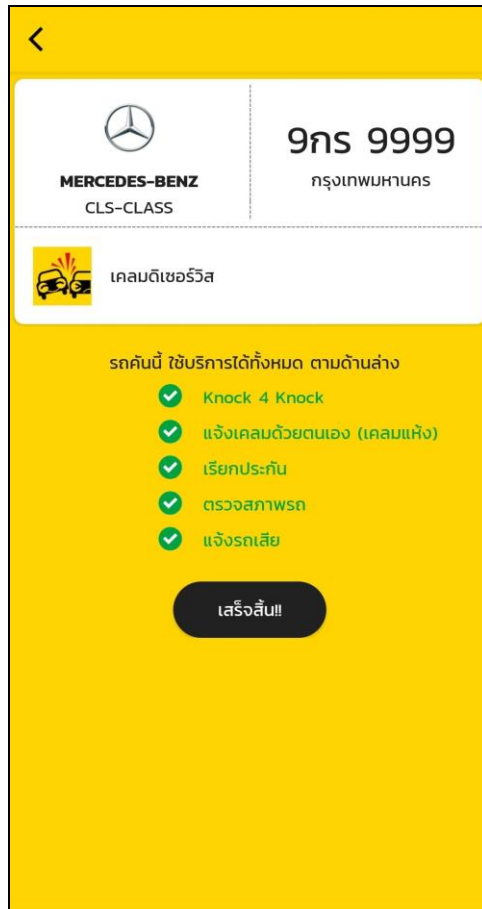 MERCEDES-BENZ
CLS-CLASS
9กร 9999
กรุงเทพมหานคร
เคลมดิเซอร์วิส
รถคันนี้ ใช้บริการได้ทั้งหมด ตามด้านล่าง
Knock 4 Knock
แจ้งเคลมด้วยตนเอง (เคลมแห้ง)
เรียกประกัน
ตรวจสภาพรถ
แจ้งรถเสีย
เสร็จสิ้น!!